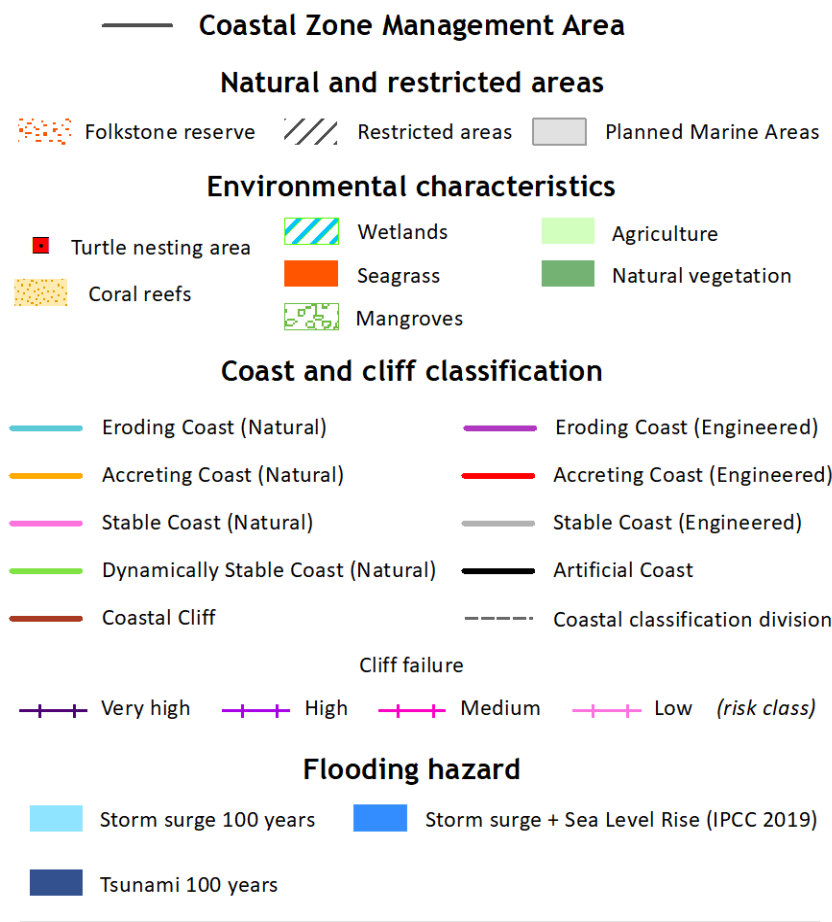 Coastal Zone Management Area
Natural and restricted areas
Folkstone reserve Restricted areas Planned Marine Areas
Environmental characteristics
Turtle nesting area Wetlands Agriculture
Coral reefs Seagrass Natural vegetation
Mangroves
Coast and cliff classification
Eroding Coast (Natural) Eroding Coast (Engineered)
Accreting Coast (Natural) Accreting Coast (Engineered)
Stable Coast (Natural) Stable Coast (Engineered)
Dynamically Stable Coast (Natural) Artificial Coast
Coastal Cliff Coastal classification division
Cliff failure
Very high High Medium Low (risk class)
Flooding hazard
Storm surge 100 years Storm surge + Sea Level Rise (IPCC 2019)
Tsunami 100 years